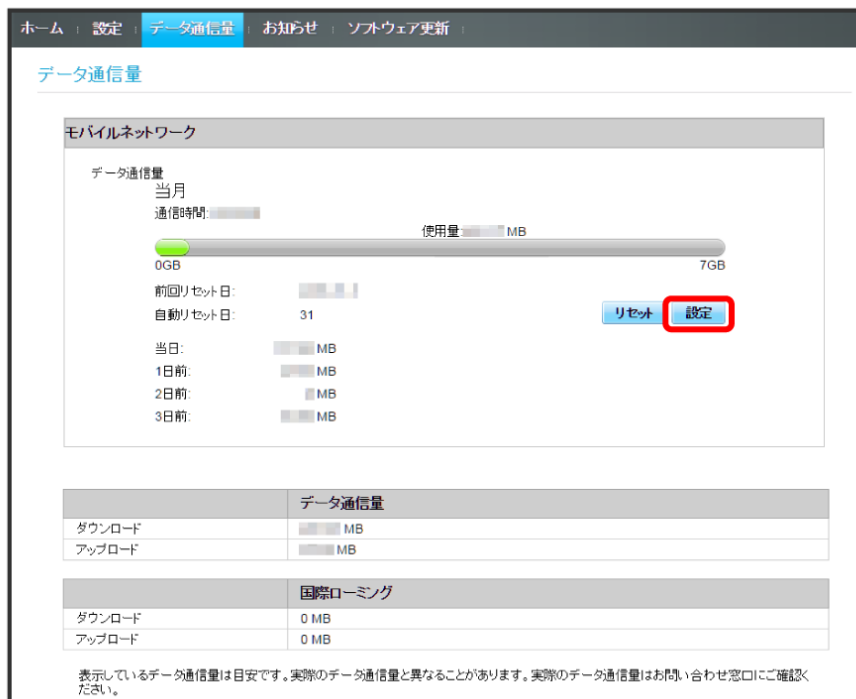 ホーム 設定 データ通信量 お知らせ ソフトウェア更新
データ通信量
モバイルネットワーク
データ通信量
当月
通信時間:
使用量: MB
0GB 7GB
前回リセット日:
自動リセット日: 31
リセット 設定
当日: MB
1日前: MB
2日前: MB
3日前: MB
データ通信量
ダウンロード MB
アップロード MB
国際ローミング
ダウンロード 0 MB
アップロード 0 MB
表示しているデータ通信量は目安です。実際のデータ通信量と異なることがあります。実際のデータ通信量はお問い合わせ窓口にご確認く
ださい。